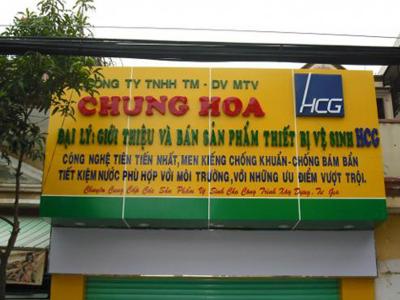 CÔNG TY TNHH TM - DV MTV
CHUNG HOA
HCG
ĐẠI LÝ: GIỚI THIỆU VÀ BÁN SẢN PHẨM THIẾT BỊ VỆ SINH HCG
CÔNG NGHỆ TIÊN TIẾN NHẤT, MEN KIẾNG CHỐNG KHUẨN - CHỐNG BÁM BẨN
TIẾT KIỆM NƯỚC PHÙ HỢP VỚI MÔI TRƯỜNG, VỚI NHỮNG ƯU ĐIỂM VƯỢT TRỘI.
Chuyên Cung Cấp Các Sản Phẩm Vệ Sinh Cho Công Trình Xây Dựng, Tư Gia